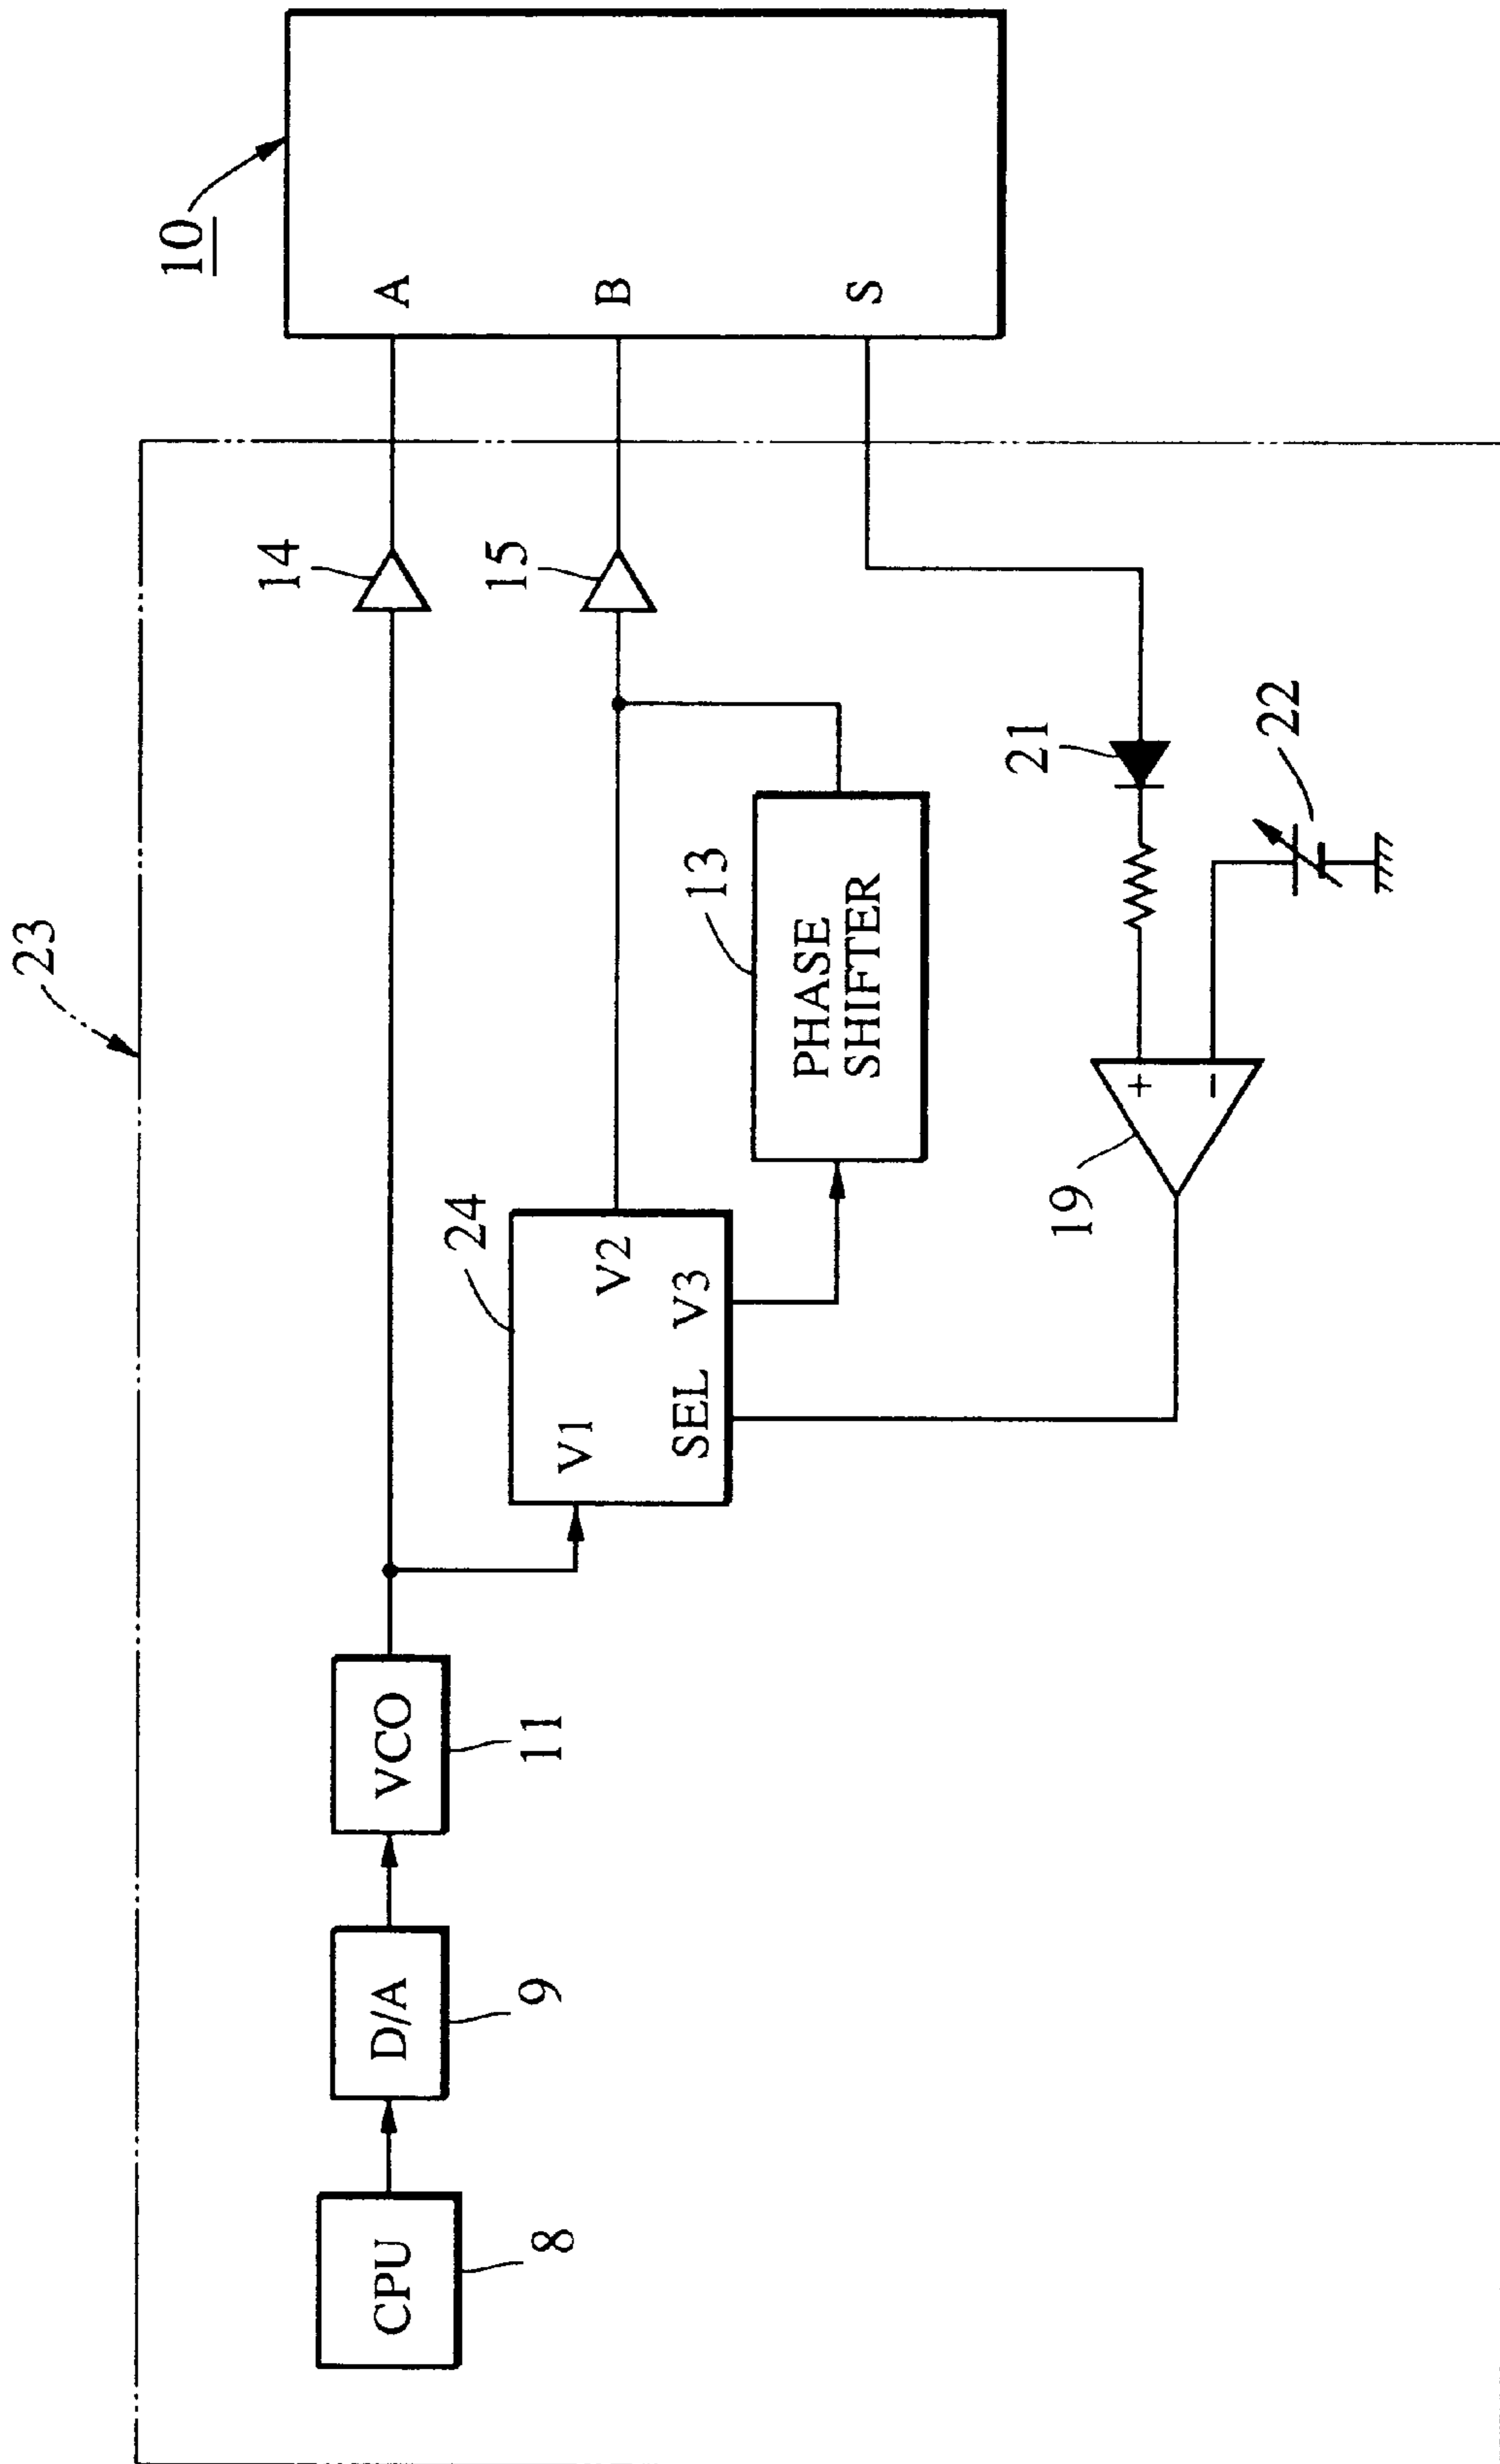 23
10
CPU
8
D/A
9
VCO
11
14
A
24
V1
V2
SEL
V3
15
B
13
PHASE
SHIFTER
S
19
+
−
21
22